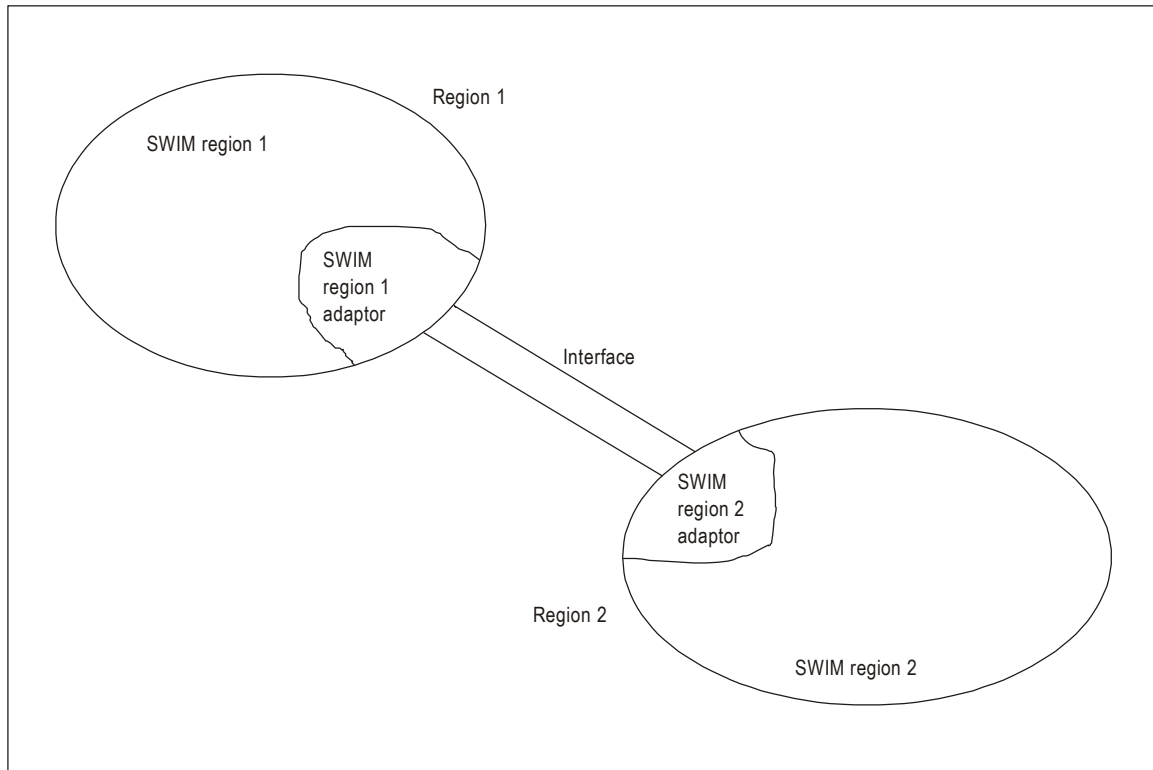 Region 1
SWIM region 1
SWIM
region 1
adaptor
Interface
SWIM
region 2
adaptor
Region 2
SWIM region 2